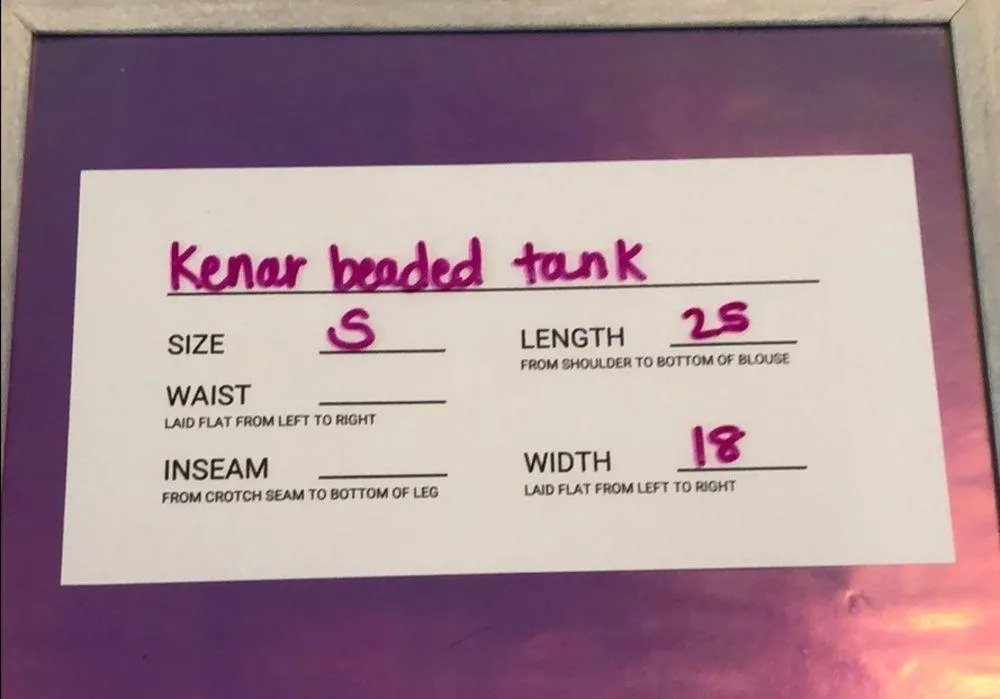 Kenar beaded tank
SIZE S
LENGTH 25
FROM SHOULDER TO BOTTOM OF BLOUSE
WAIST
LAID FLAT FROM LEFT TO RIGHT
INSEAM
FROM CROTCH SEAM TO BOTTOM OF LEG
WIDTH 18
LAID FLAT FROM LEFT TO RIGHT